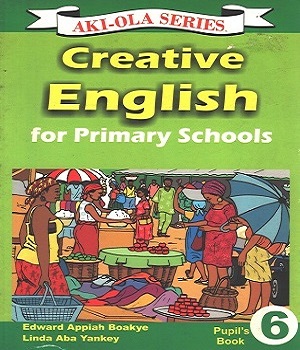 AKI-OLA SERIES
Creative
English
for Primary Schools
Edward Appiah Boakye
Linda Aba Yankey
Pupil's
Book
6